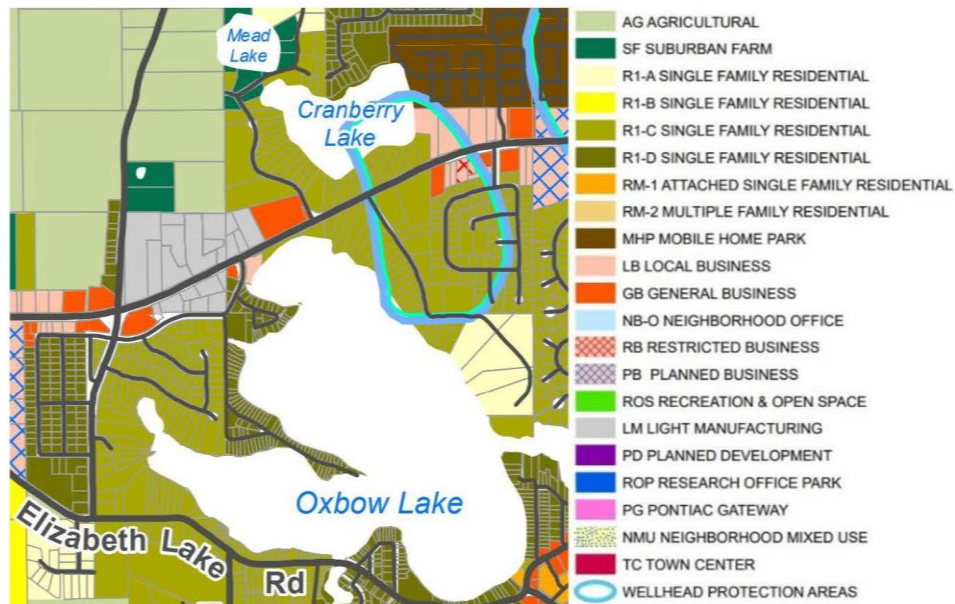 Mead
Lake
Cranberry
Lake
Oxbow Lake
Elizabeth Lake
Rd
AG AGRICULTURAL
SF SUBURBAN FARM
R1-A SINGLE FAMILY RESIDENTIAL
R1-B SINGLE FAMILY RESIDENTIAL
R1-C SINGLE FAMILY RESIDENTIAL
R1-D SINGLE FAMILY RESIDENTIAL
RM-1 ATTACHED SINGLE FAMILY RESIDENTIAL
RM-2 MULTIPLE FAMILY RESIDENTIAL
MHP MOBILE HOME PARK
LB LOCAL BUSINESS
GB GENERAL BUSINESS
NB-O NEIGHBORHOOD OFFICE
RB RESTRICTED BUSINESS
PB PLANNED BUSINESS
ROS RECREATION & OPEN SPACE
LM LIGHT MANUFACTURING
PD PLANNED DEVELOPMENT
ROP RESEARCH OFFICE PARK
PG PONTIAC GATEWAY
NMU NEIGHBORHOOD MIXED USE
TC TOWN CENTER
WELLHEAD PROTECTION AREAS